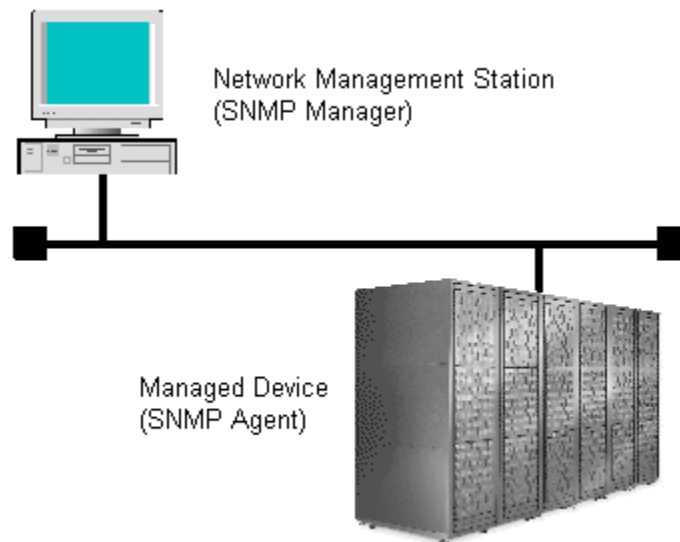 Network Management Station
(SNMP Manager)
Managed Device
(SNMP Agent)